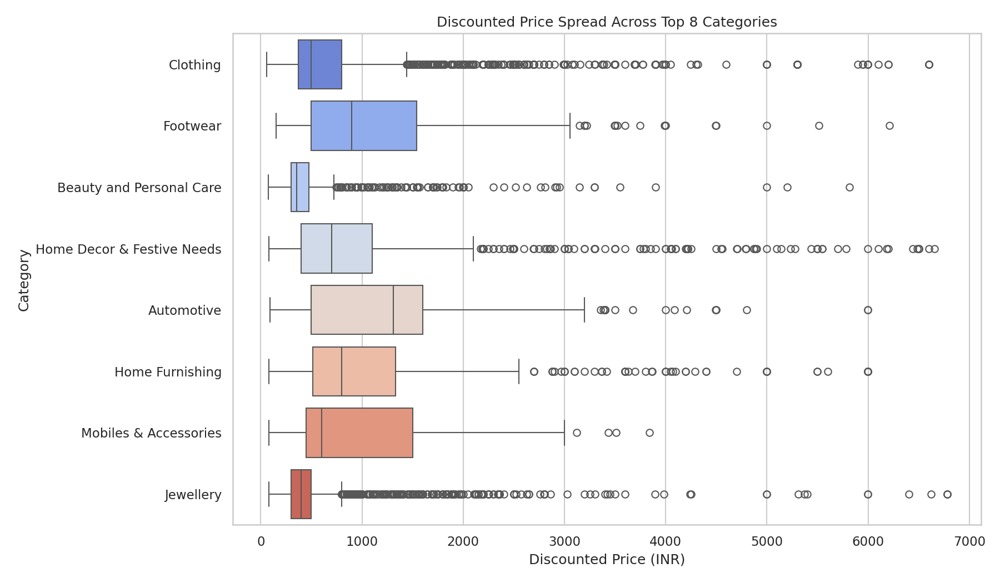 Discounted Price Spread Across Top 8 Categories
Category
Clothing
Footwear
Beauty and Personal Care
Home Decor & Festive Needs
Automotive
Home Furnishing
Mobiles & Accessories
Jewellery
0 1000 2000 3000 4000 5000 6000 7000
Discounted Price (INR)